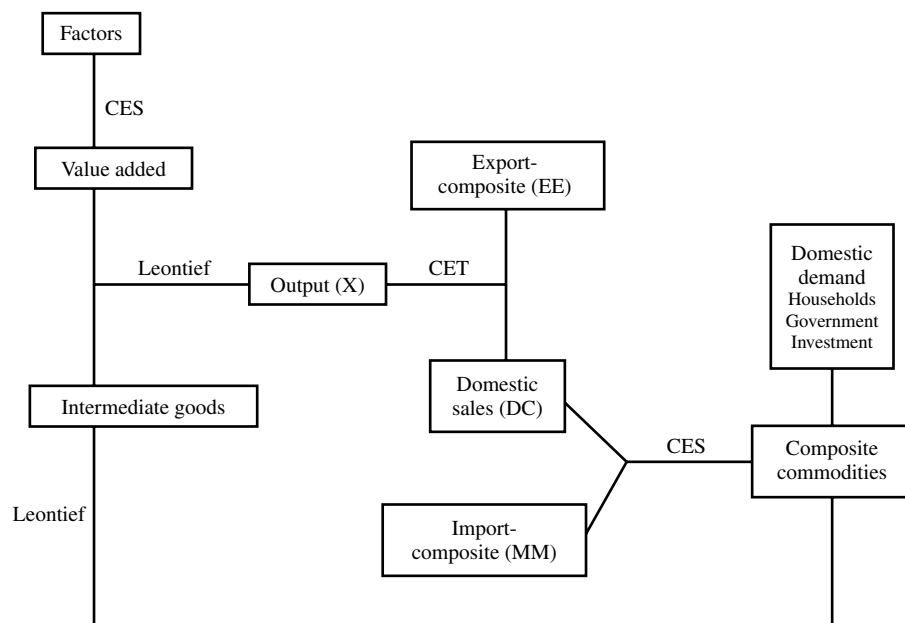 Factors
CES
Value added
Export-
composite (EE)
Leontief
Output (X)
CET
Domestic
demand
Households
Government
Investment
Intermediate goods
Domestic
sales (DC)
CES
Composite
commodities
Leontief
Import-
composite (MM)